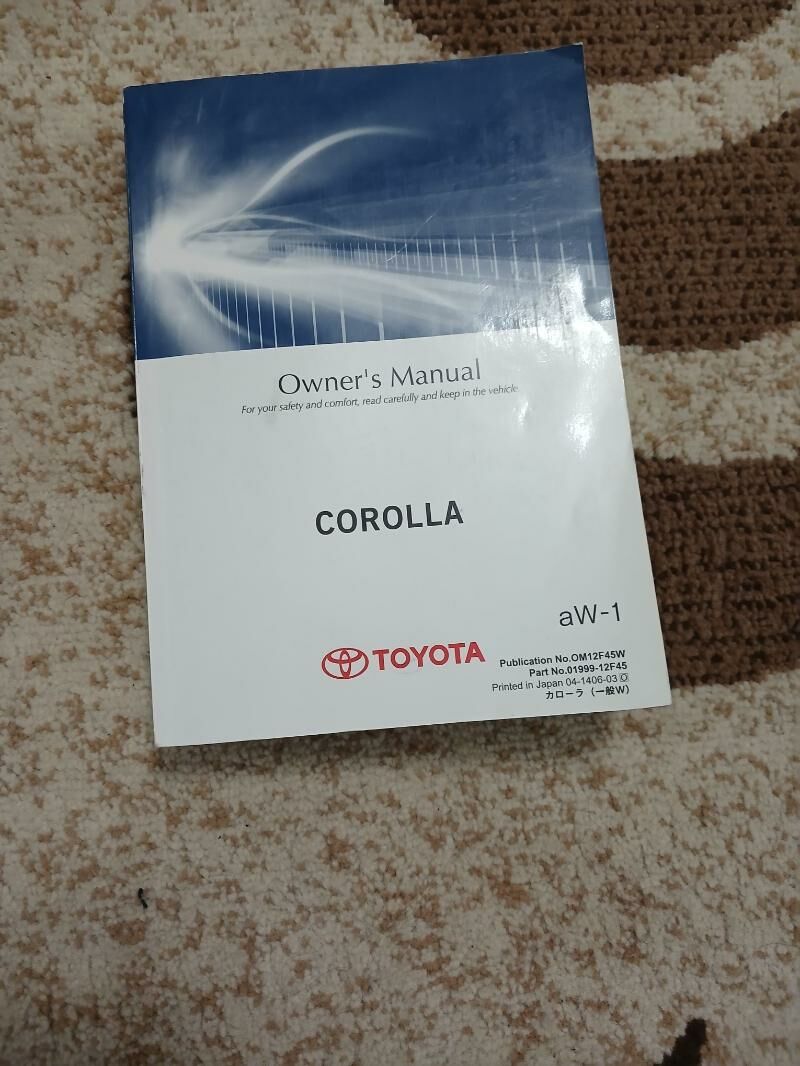 Owner's Manual
For your safety and comfort, read carefully and keep in the vehicle.
COROLLA
aW-1
TOYOTA
Publication No.OM12F45W
Part No.01999-12F45
Printed in Japan 04-1406-03 Ⓞ
カローラ（一般W）